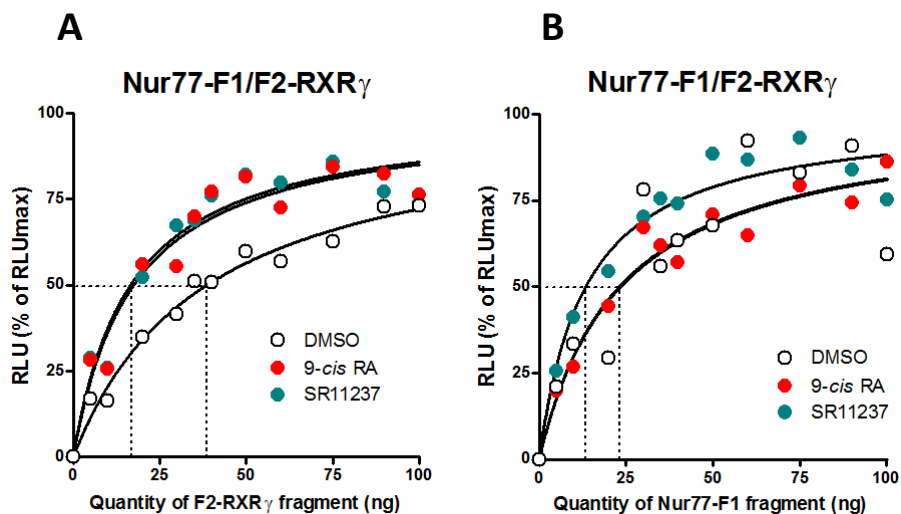 A
Nur77-F1/F2-RXRγ
100
75
50
25
0
RLU (% of RLUmax)
DMSO
9-cis RA
SR11237
0 25 50 75 100
Quantity of F2-RXRγ fragment (ng)
B
Nur77-F1/F2-RXRγ
100
75
50
25
0
RLU (% of RLUmax)
DMSO
9-cis RA
SR11237
0 25 50 75 100
Quantity of Nur77-F1 fragment (ng)